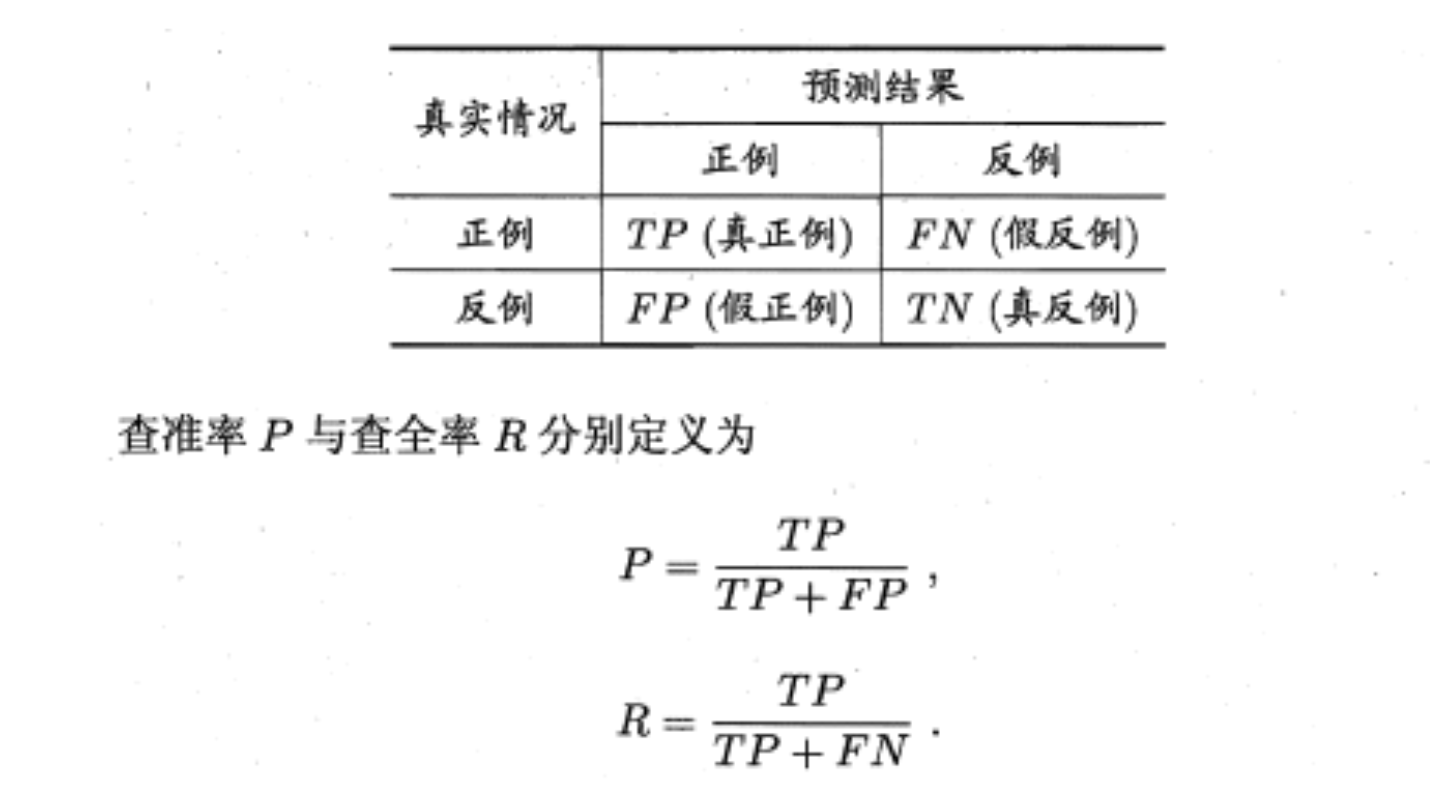 真实情况 预测结果
正例 反例
正例 TP (真正例) FN (假反例)
反例 FP (假正例) TN (真反例)
查准率 P 与查全率 R 分别定义为
P = TP / (TP + FP) ,
R = TP / (TP + FN) .